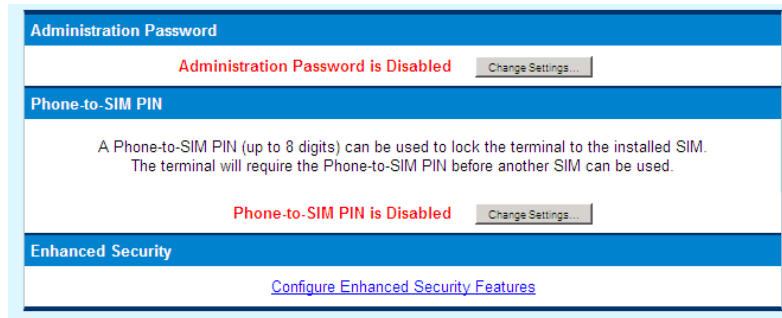 Administration Password
Administration Password is Disabled Change Settings...
Phone-to-SIM PIN
A Phone-to-SIM PIN (up to 8 digits) can be used to lock the terminal to the installed SIM.
The terminal will require the Phone-to-SIM PIN before another SIM can be used.
Phone-to-SIM PIN is Disabled Change Settings...
Enhanced Security
Configure Enhanced Security Features